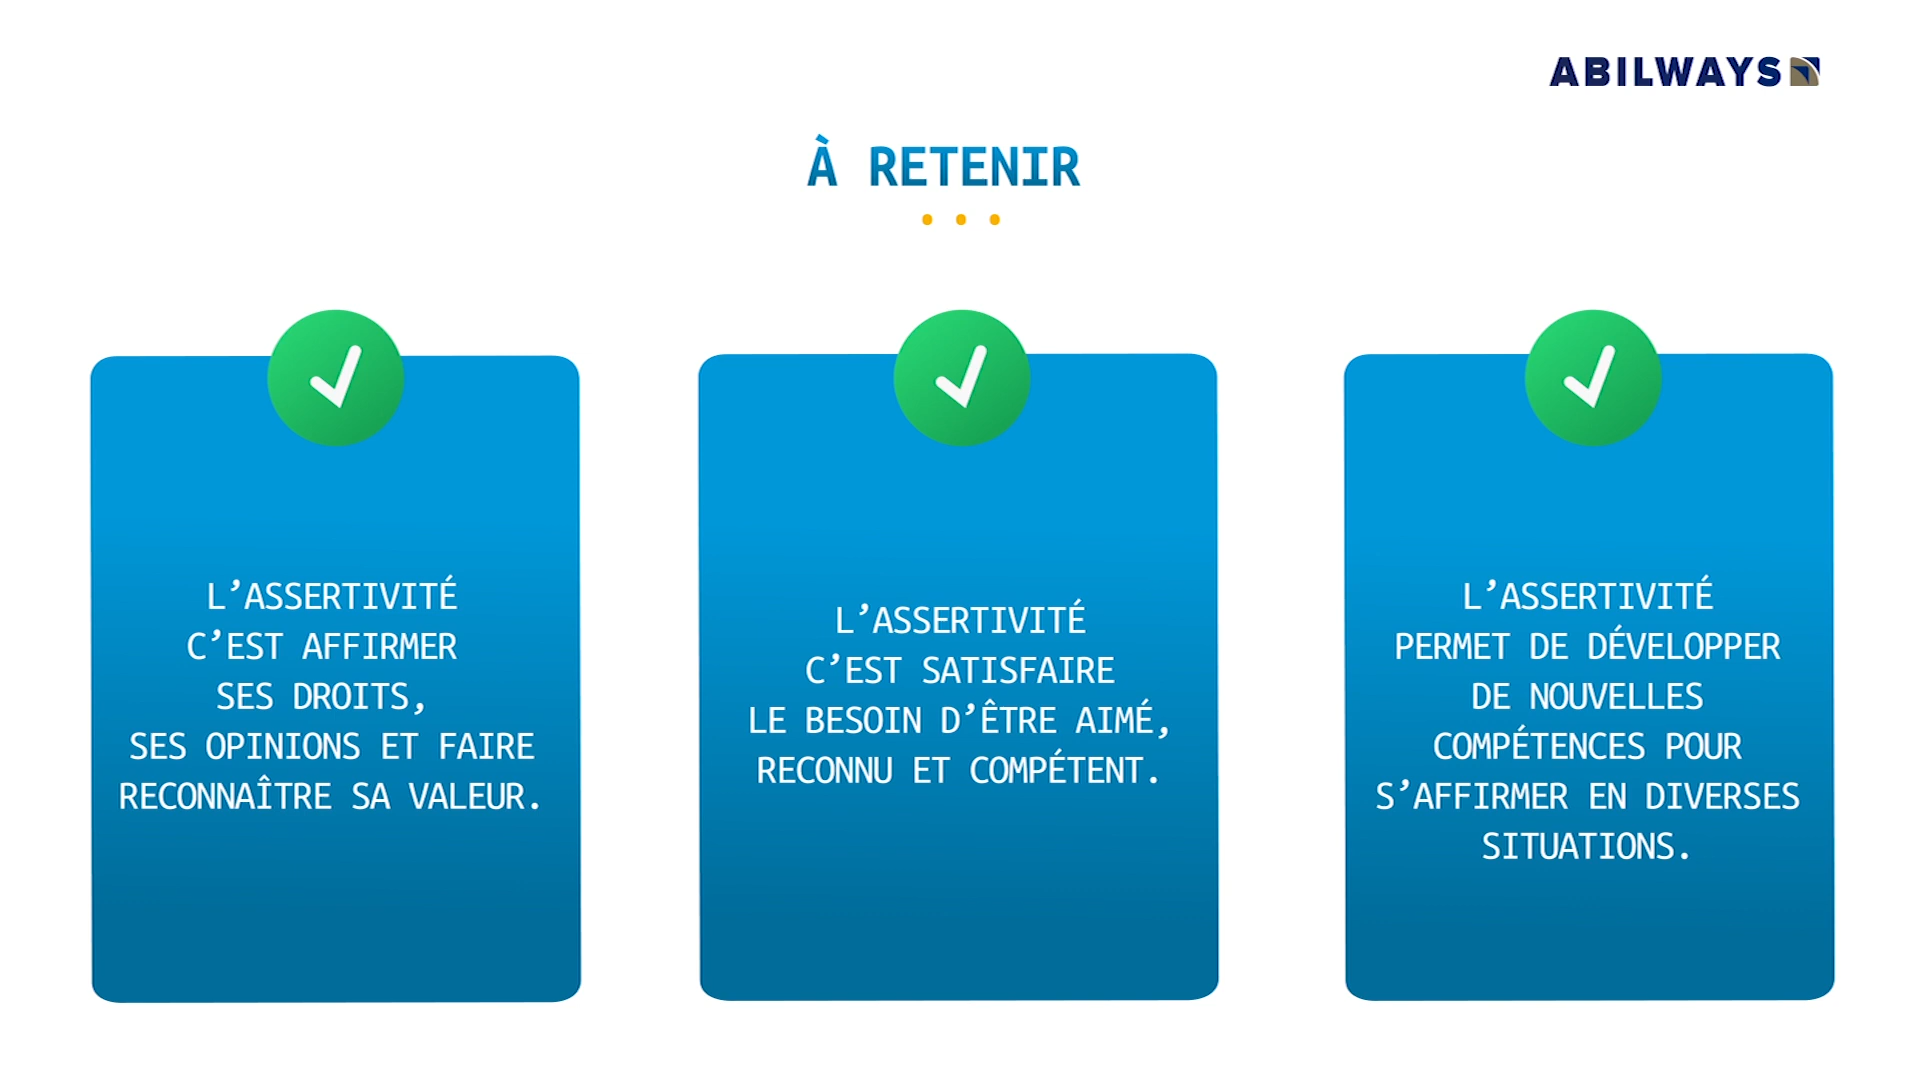 ABILWAYS
À RETENIR
L’ASSERTIVITÉ
C’EST AFFIRMER
SES DROITS,
SES OPINIONS ET FAIRE
RECONNAÎTRE SA VALEUR.
L’ASSERTIVITÉ
C’EST SATISFAIRE
LE BESOIN D’ÊTRE AIMÉ,
RECONNU ET COMPÉTENT.
L’ASSERTIVITÉ
PERMET DE DÉVELOPPER
DE NOUVELLES
COMPÉTENCES POUR
S’AFFIRMER EN DIVERSES
SITUATIONS.